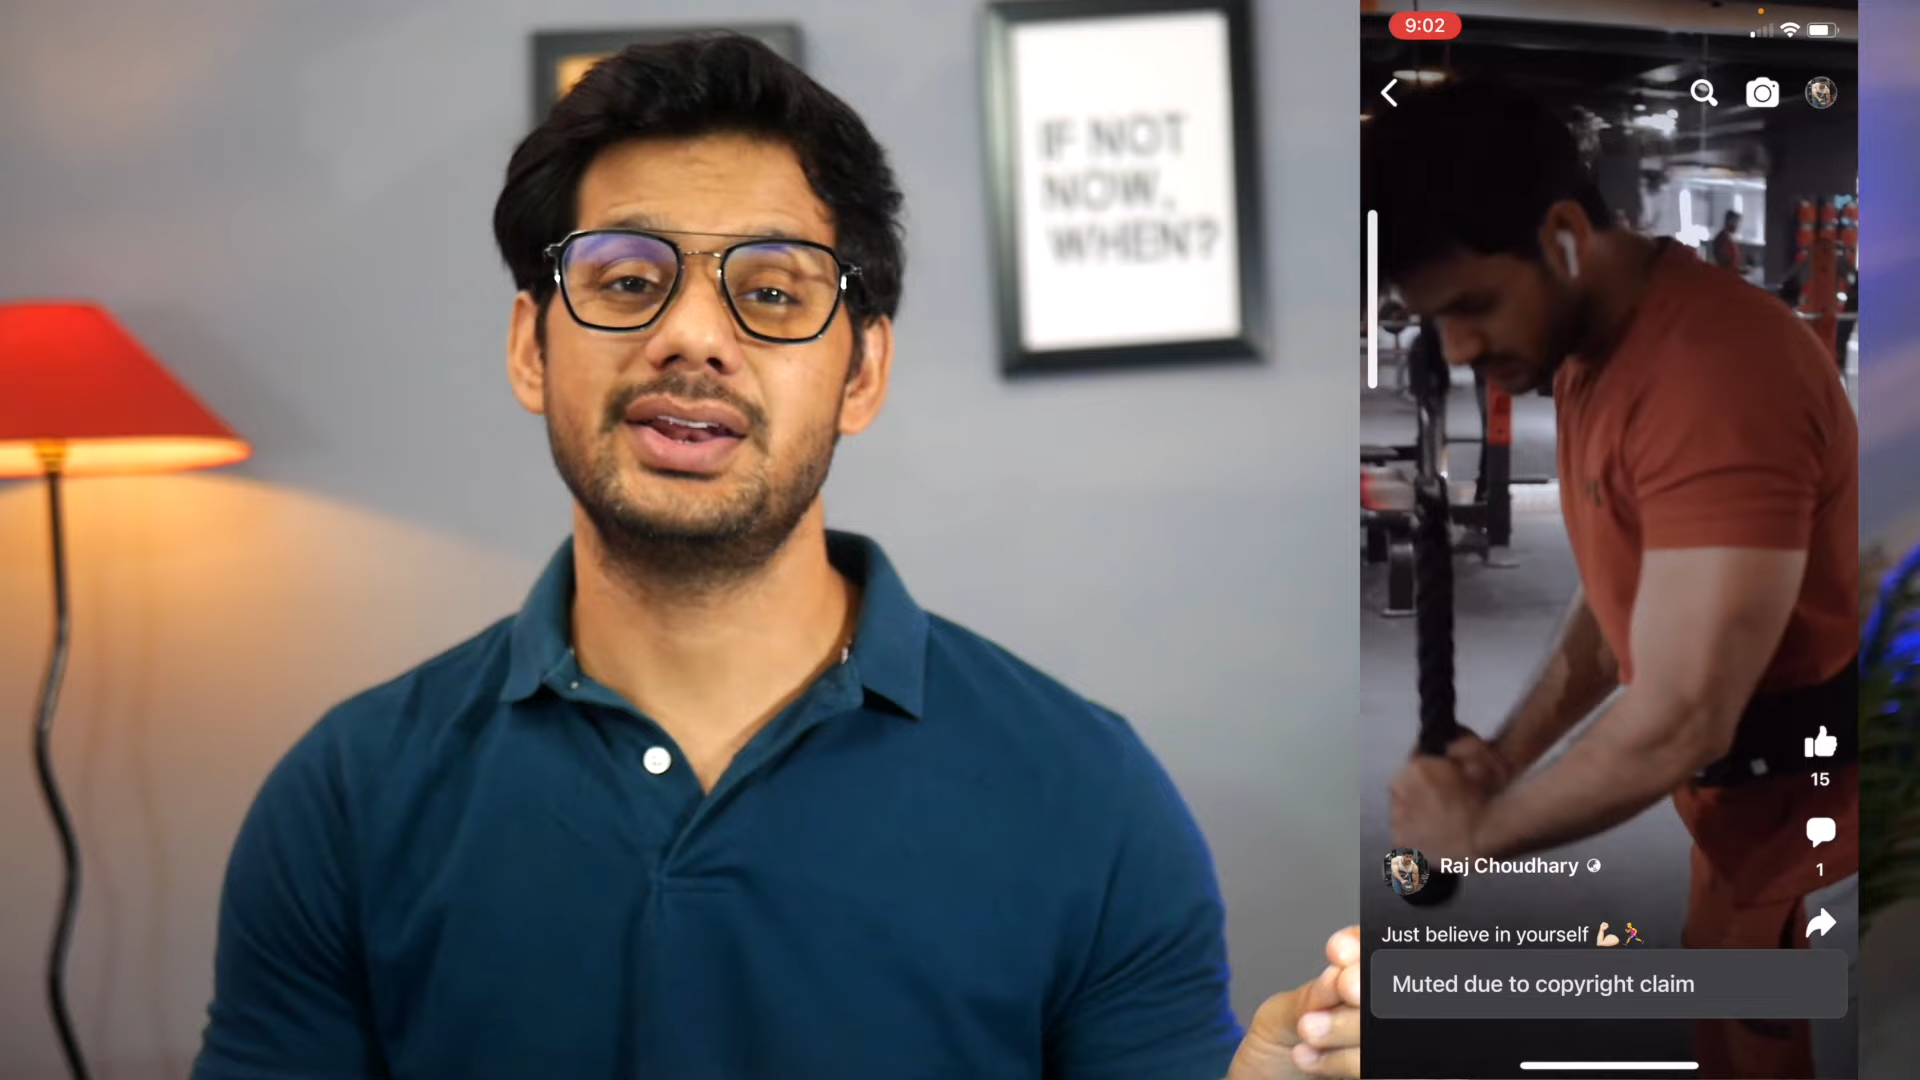 IF NOT
NOW,
WHEN?
9:02
15
1
Raj Choudhary
Just believe in yourself 💪🏻🏃‍♀️
Muted due to copyright claim